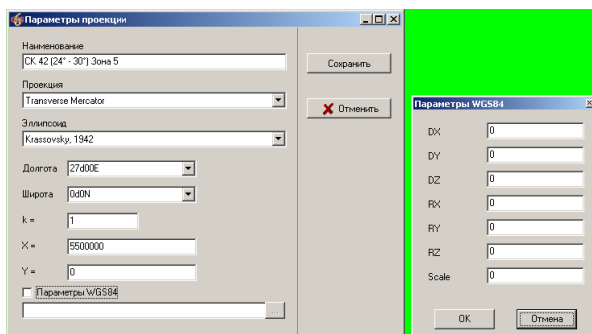 Параметры проекции
Наименование
СК 42 (24° - 30°) Зона 5
Сохранить
Проекция
Transverse Mercator
Отменить
Эллипсоид
Krassovsky, 1942
Долгота 27d00E
Широта 0d0N
k = 1
X = 5500000
Y = 0
Параметры WGS84
...
Параметры WGS84
DX 0
DY 0
DZ 0
RX 0
RY 0
RZ 0
Scale 0
OK Отмена